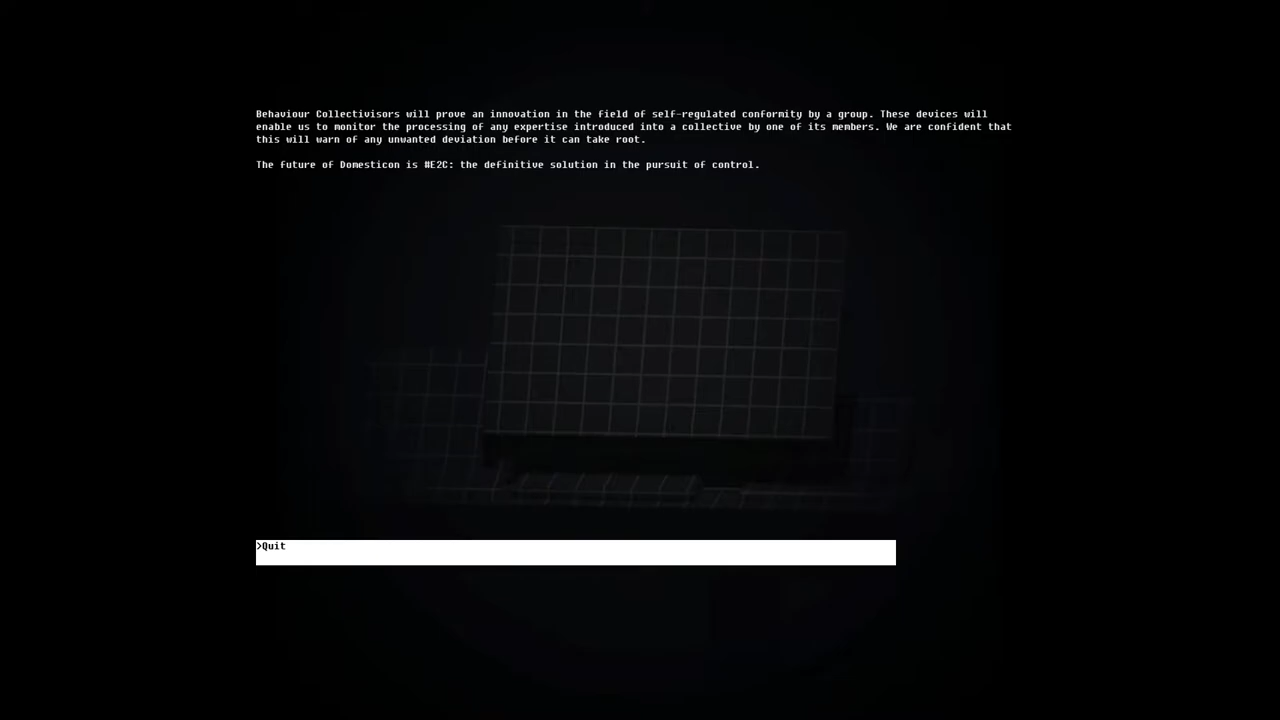 Behaviour Collectivisors will prove an innovation in the field of self-regulated conformity by a group. These devices will
enable us to monitor the processing of any expertise introduced into a collective by one of its members. We are confident that
this will warn of any unwanted deviation before it can take root.
The future of Domesticon is #E2C: the definitive solution in the pursuit of control.
>Quit